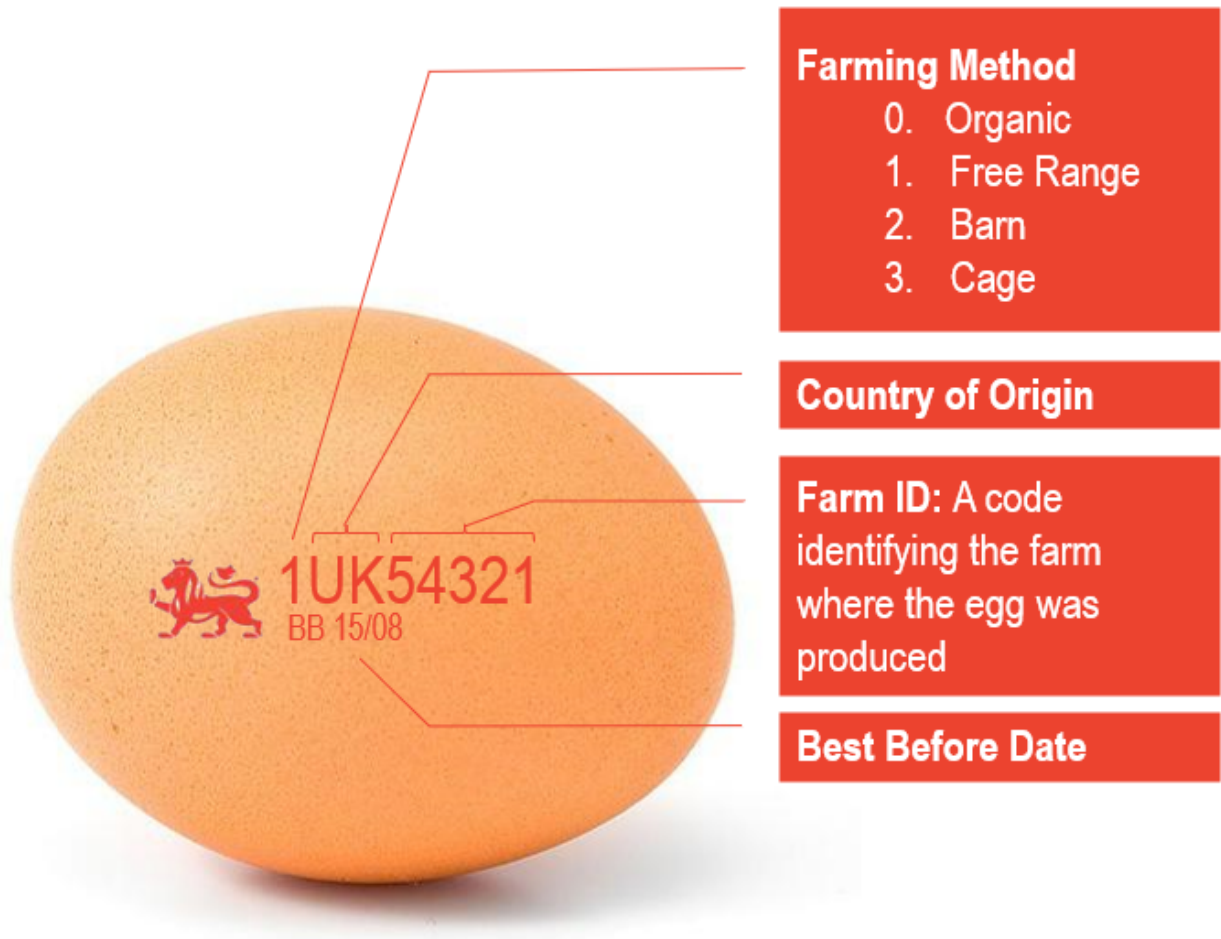 Farming Method
0. Organic
1. Free Range
2. Barn
3. Cage
Country of Origin
Farm ID: A code
identifying the farm
where the egg was
produced
Best Before Date
1UK54321
BB 15/08